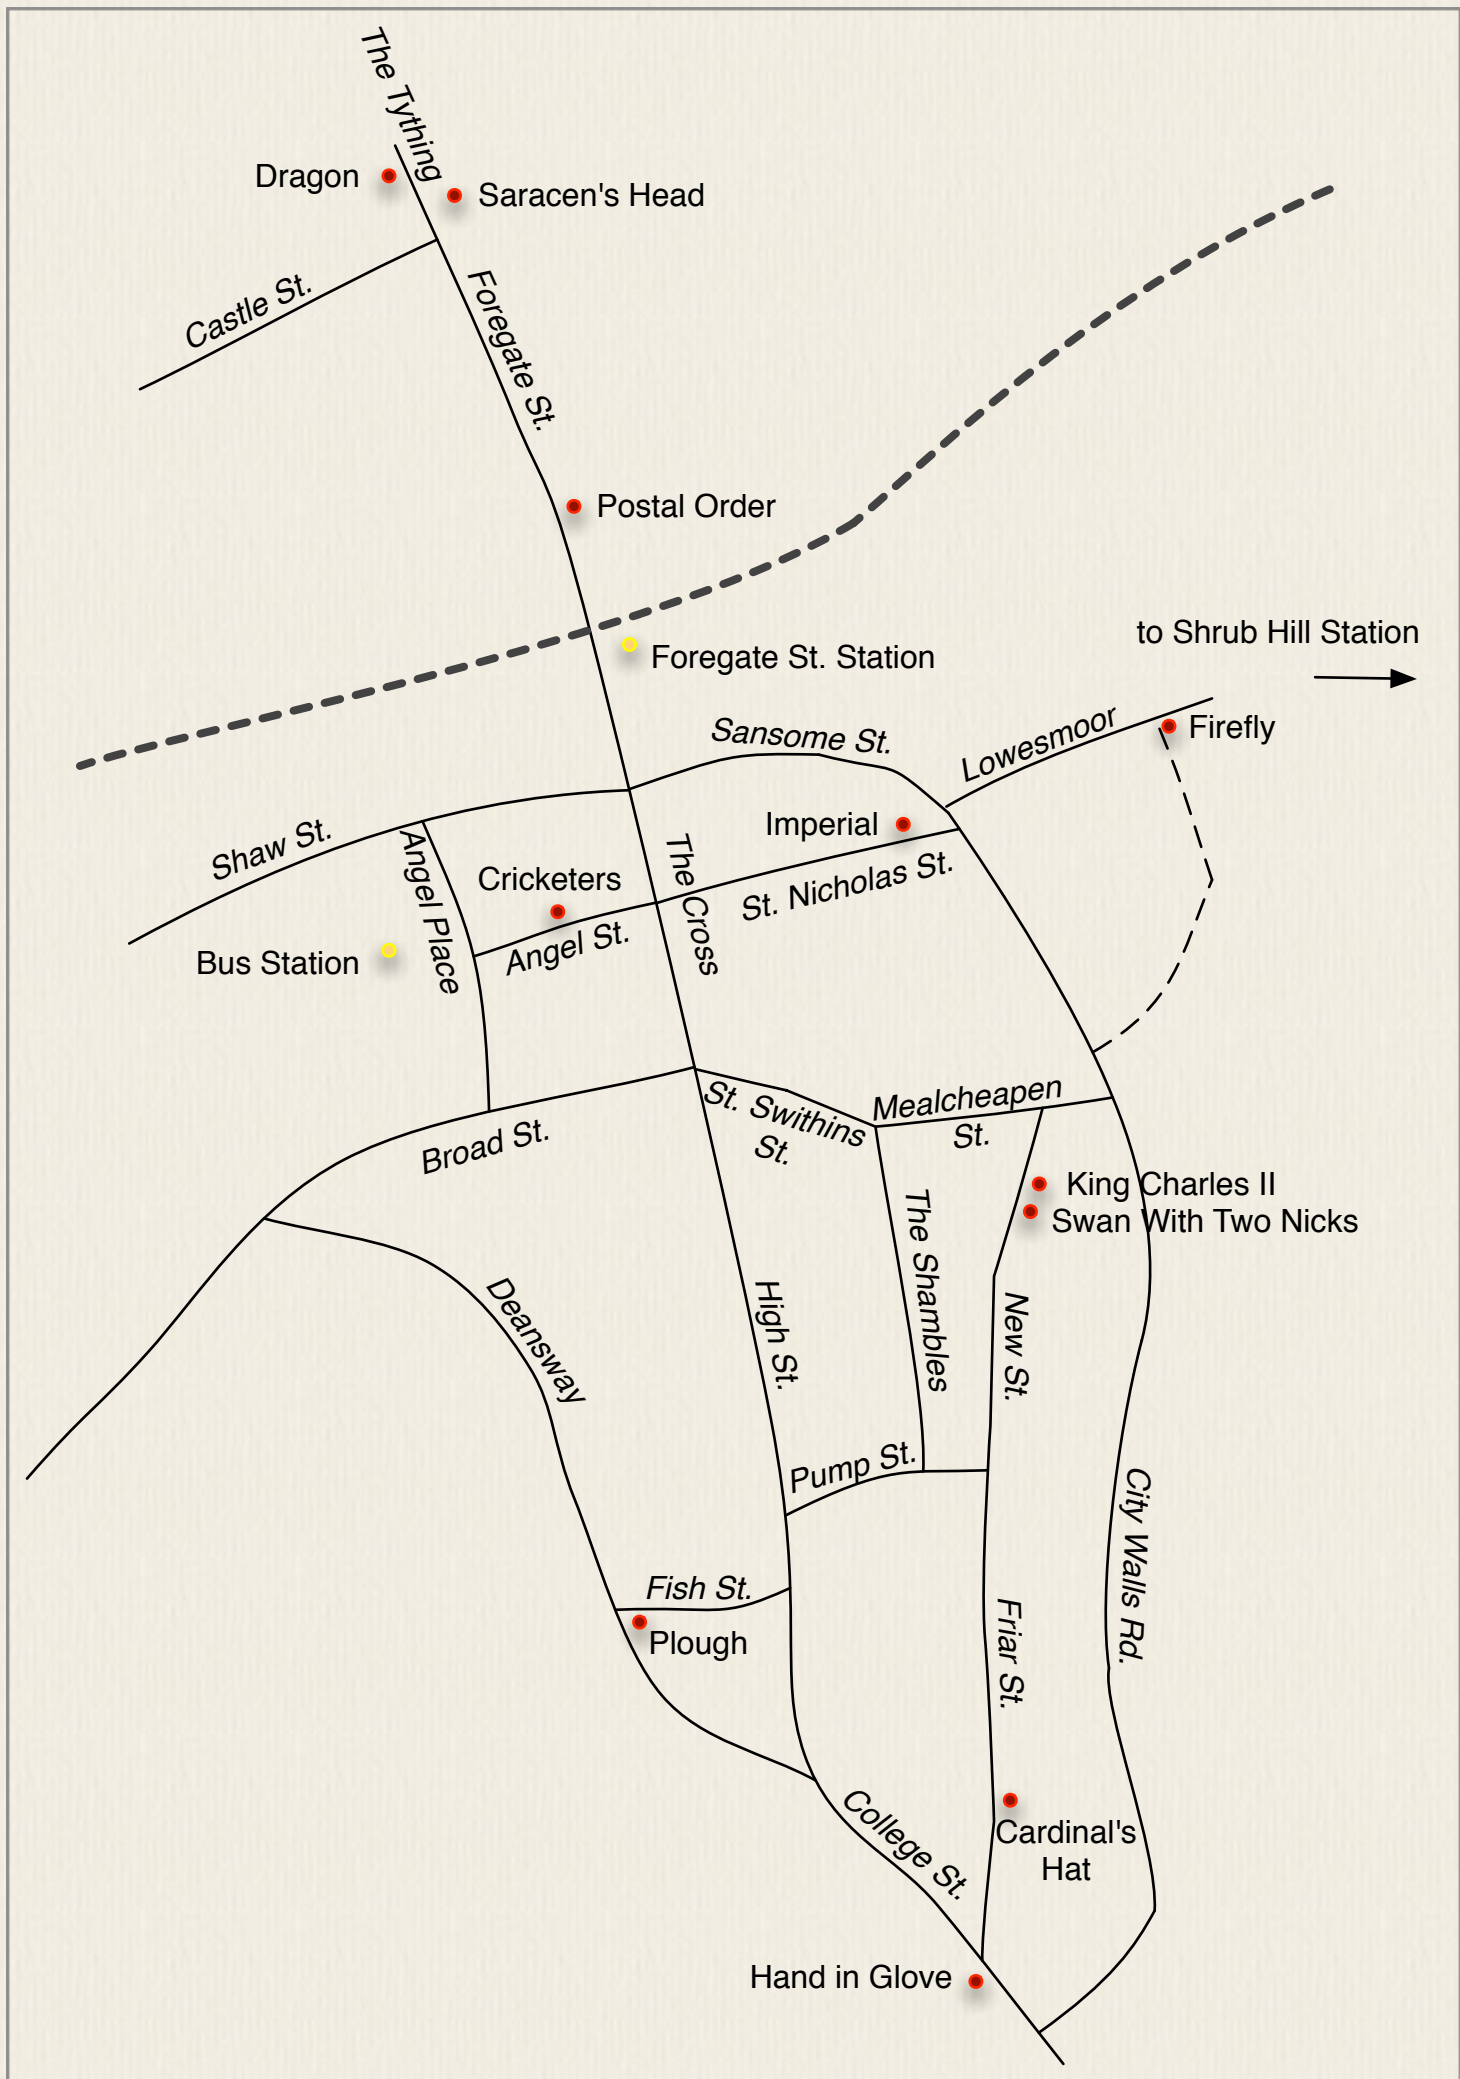 The Tything
Dragon
Saracen's Head
Castle St.
Foregate St.
Postal Order
to Shrub Hill Station
Foregate St. Station
Sansome St.
Lowesmoor
Firefly
Shaw St.
Angel Place
Imperial
Cricketers
The Cross
St. Nicholas St.
Angel St.
Bus Station
St. Swithins
St.
Mealcheapen
St.
Broad St.
King Charles II
Swan With Two Nicks
The Shambles
Deansway
High St.
New St.
Pump St.
City Walls Rd.
Fish St.
Plough
Friar St.
College St.
Cardinal's
Hat
Hand in Glove